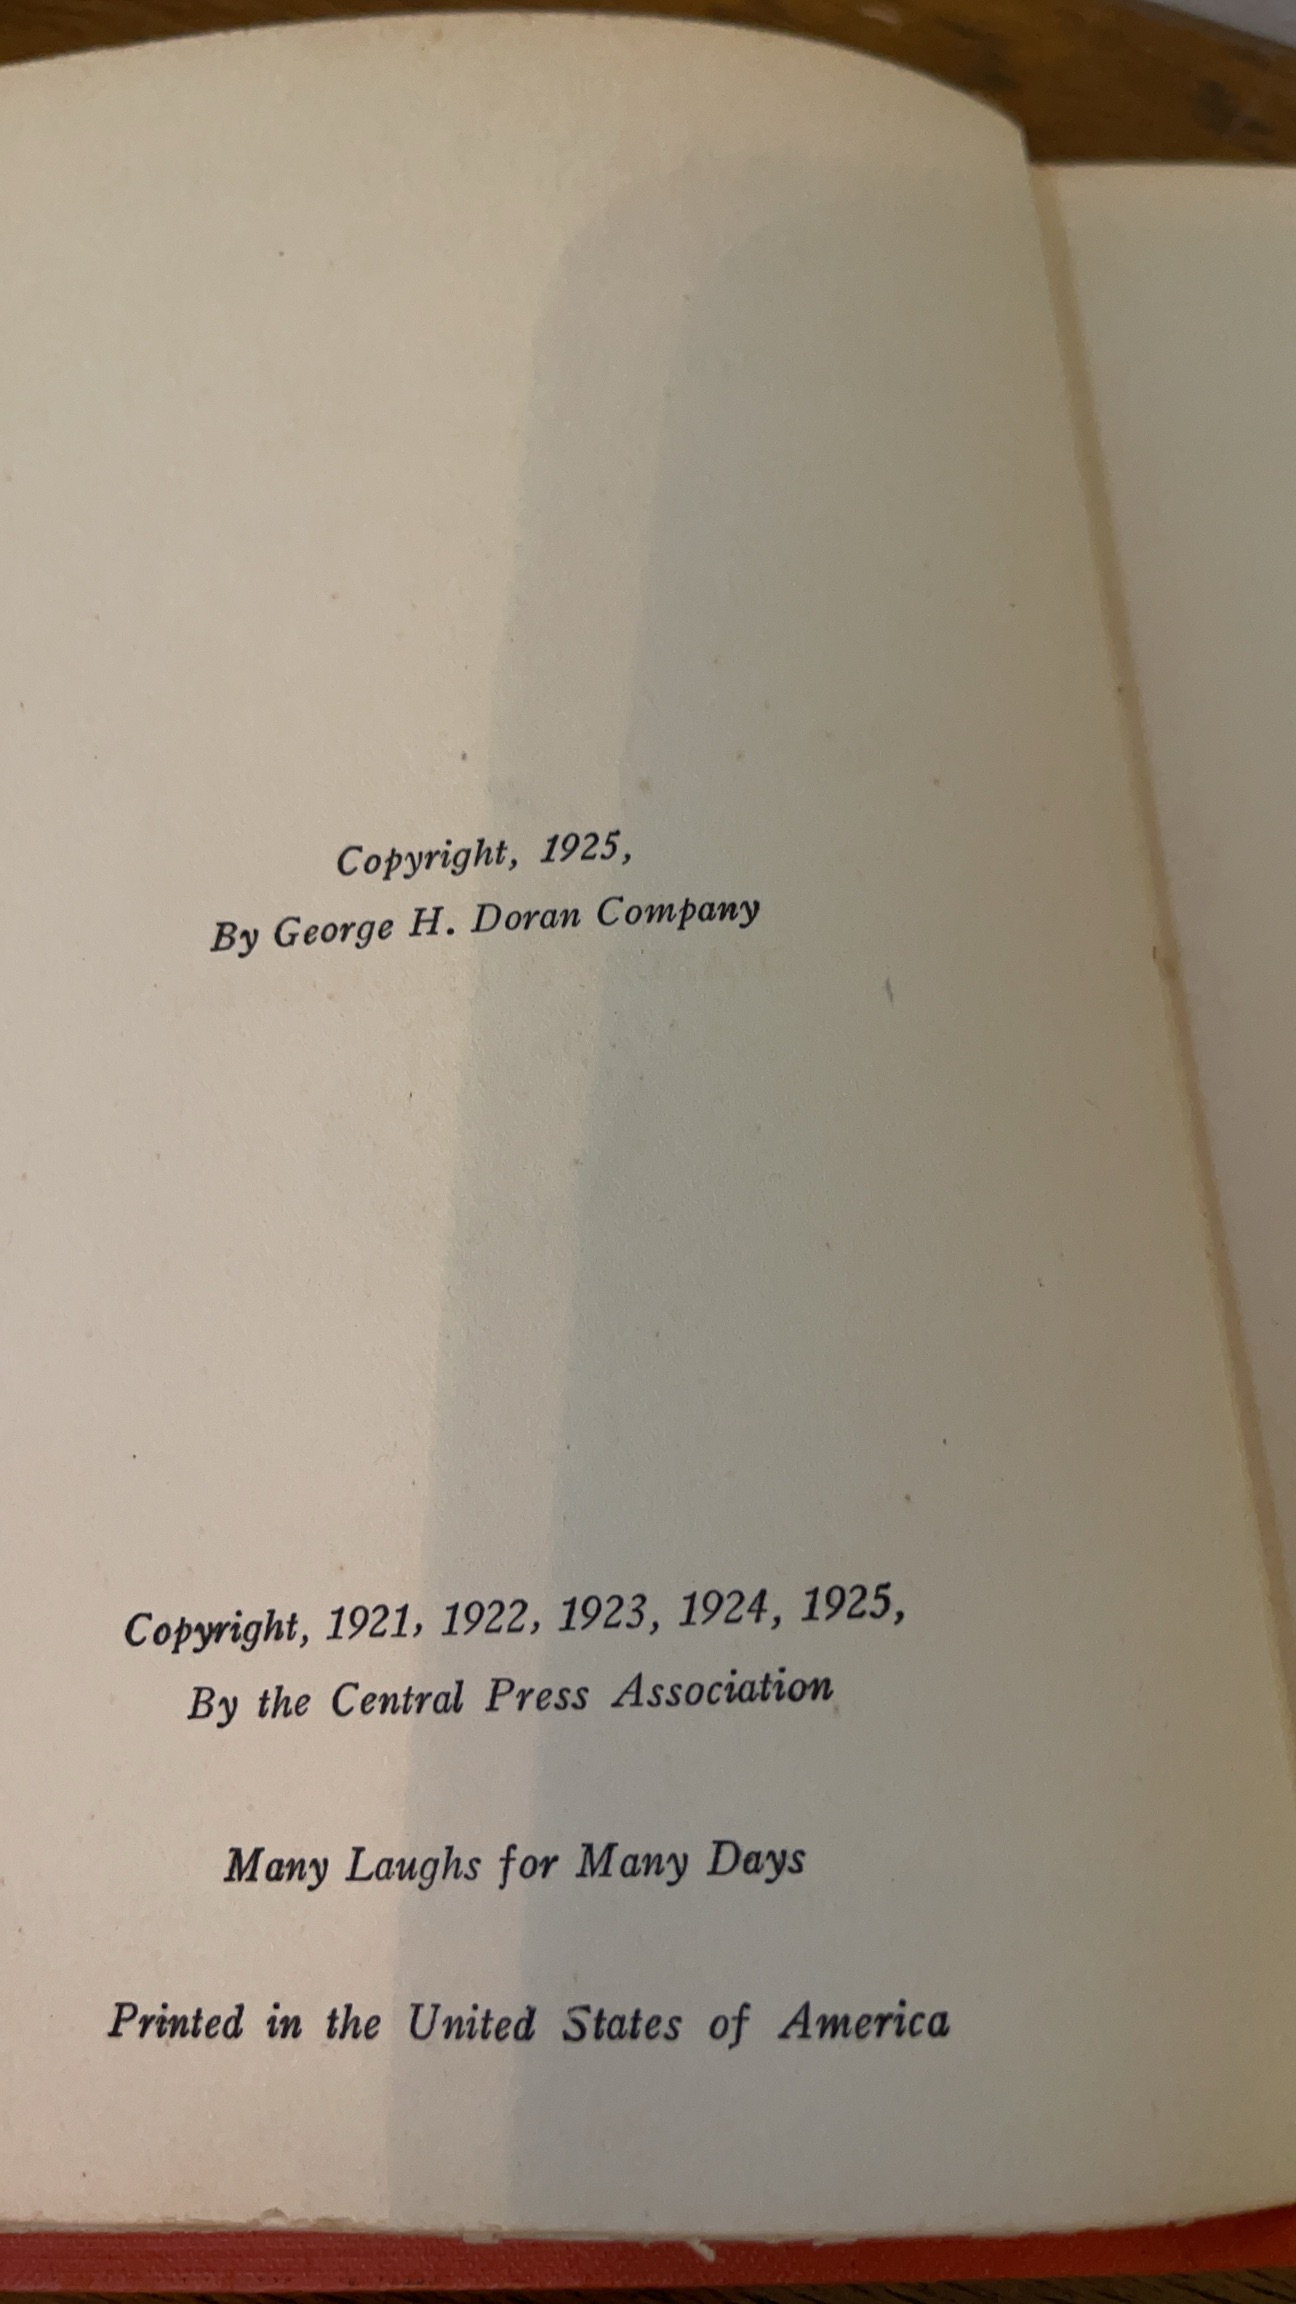 Copyright, 1925,
By George H. Doran Company
Copyright, 1921, 1922, 1923, 1924, 1925,
By the Central Press Association
Many Laughs for Many Days
Printed in the United States of America